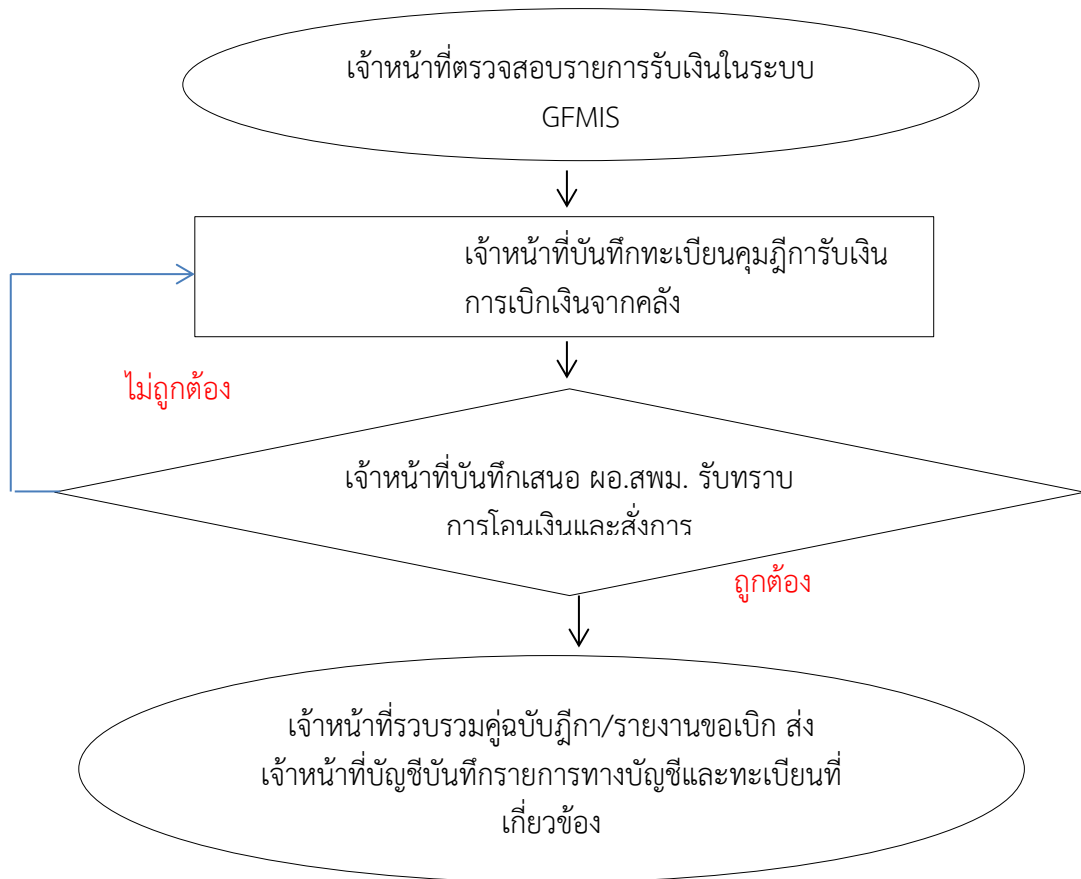 เจ้าหน้าที่ตรวจสอบรายการรับเงินในระบบ
GFMIS
เจ้าหน้าที่บันทึกทะเบียนคุมฎีการับเงิน
การเบิกเงินจากคลัง
ไม่ถูกต้อง
เจ้าหน้าที่บันทึกเสนอ ผอ.สพม. รับทราบ
การโอนเงินและสั่งการ
ถูกต้อง
เจ้าหน้าที่รวบรวมคู่ฉบับฎีกา/รายงานขอเบิก ส่ง
เจ้าหน้าที่บัญชีบันทึกรายการทางบัญชีและทะเบียนที่
เกี่ยวข้อง